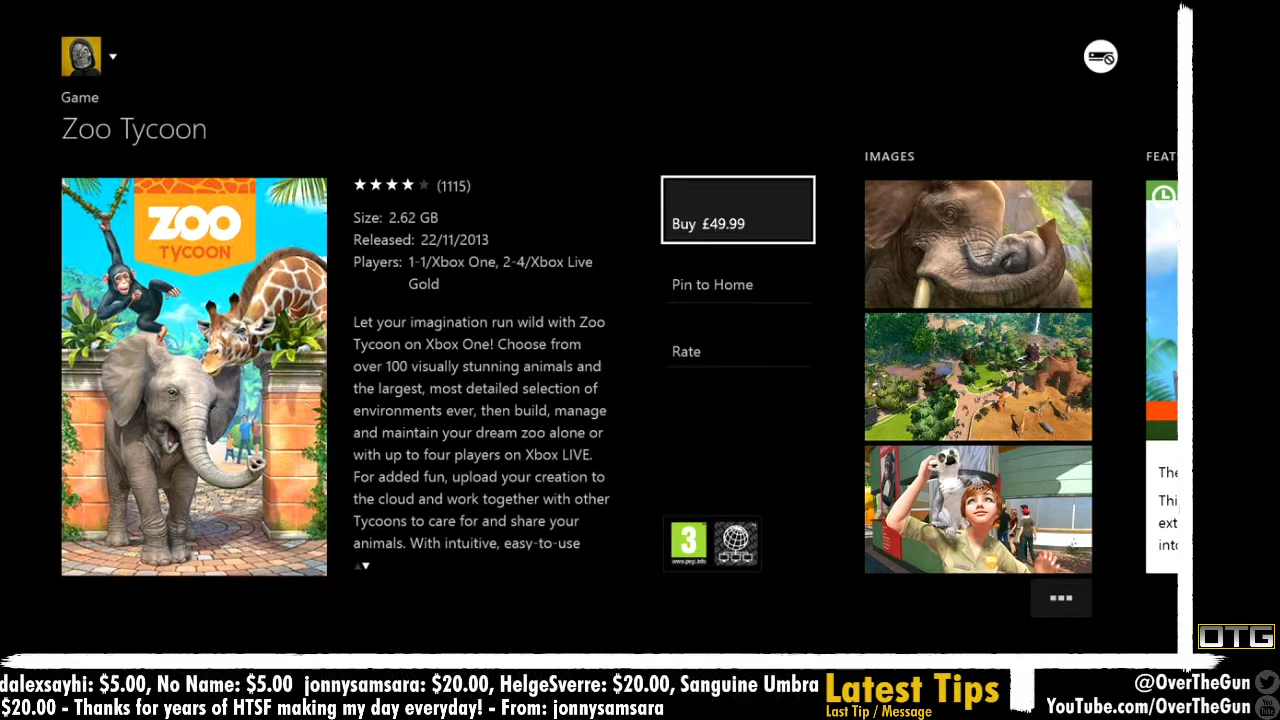 Game
Zoo Tycoon
ZOO
TYCOON
★★★★★ (1115)
Size: 2.62 GB
Released: 22/11/2013
Players: 1-1/Xbox One, 2-4/Xbox Live
Gold
Let your imagination run wild with Zoo
Tycoon on Xbox One! Choose from
over 100 visually stunning animals and
the largest, most detailed selection of
environments ever, then build, manage
and maintain your dream zoo alone or
with up to four players on Xbox LIVE.
For added fun, upload your creation to
the cloud and work together with other
Tycoons to care for and share your
animals. With intuitive, easy-to-use
Buy £49.99
Pin to Home
Rate
3
www.pegi.info
IMAGES
FEAT
The
Thi
ext
into
OTG
dalexsayhi: $5.00, No Name: $5.00 jonnysamsara: $20.00, HelgeSverre: $20.00, Sanguine Umbra
$20.00 - Thanks for years of HTSF making my day everyday! - From: jonnysamsara
Latest Tips
Last Tip / Message
@OverTheGun
YouTube.com/OverTheGun